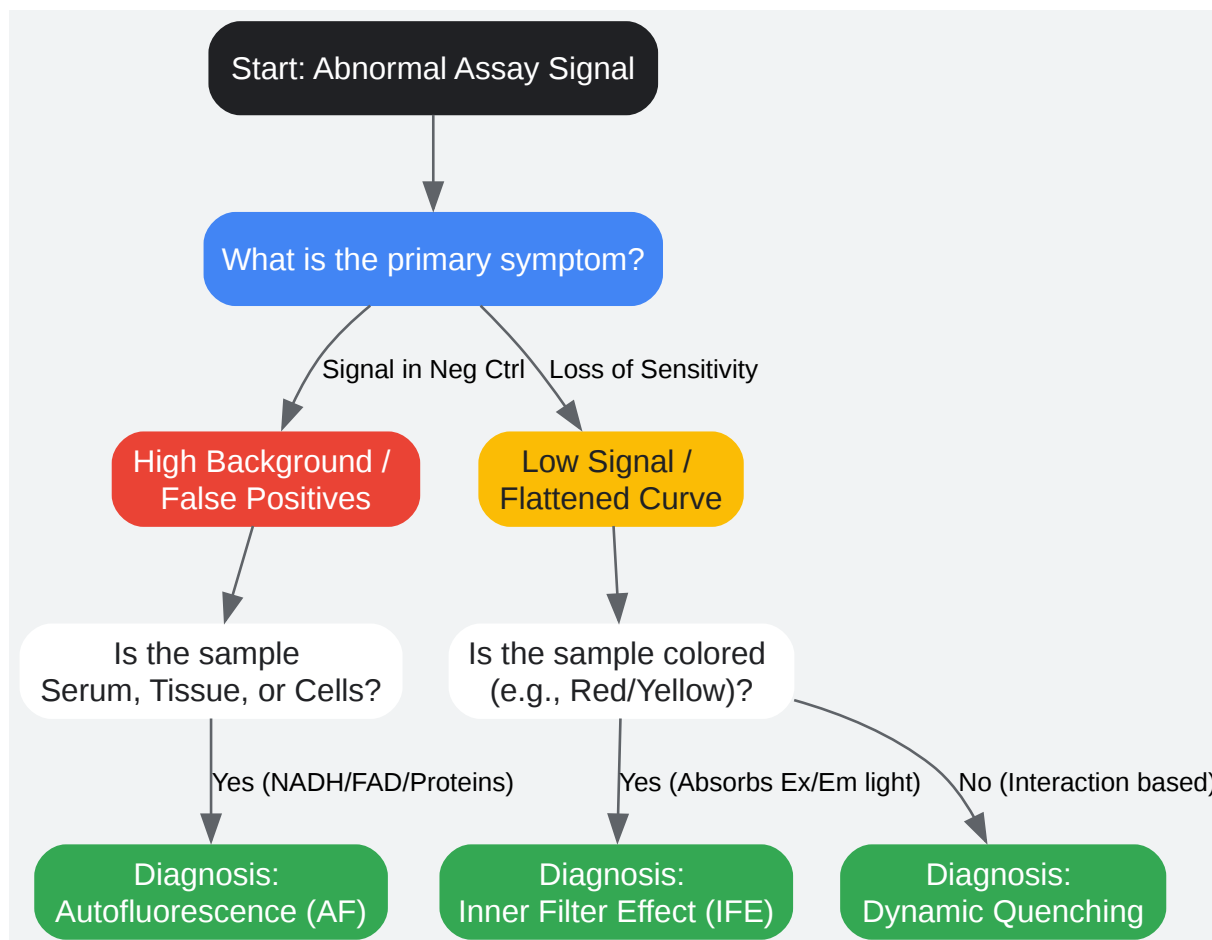 Start: Abnormal Assay Signal
What is the primary symptom?
Signal in Neg Ctrl
Loss of Sensitivity
High Background /
False Positives
Low Signal /
Flattened Curve
Is the sample
Serum, Tissue, or Cells?
Is the sample colored
(e.g., Red/Yellow)?
Yes (NADH/FAD/Proteins)
Yes (Absorbs Ex/Em light)
No (Interaction based)
Diagnosis:
Autofluorescence (AF)
Diagnosis:
Inner Filter Effect (IFE)
Diagnosis:
Dynamic Quenching